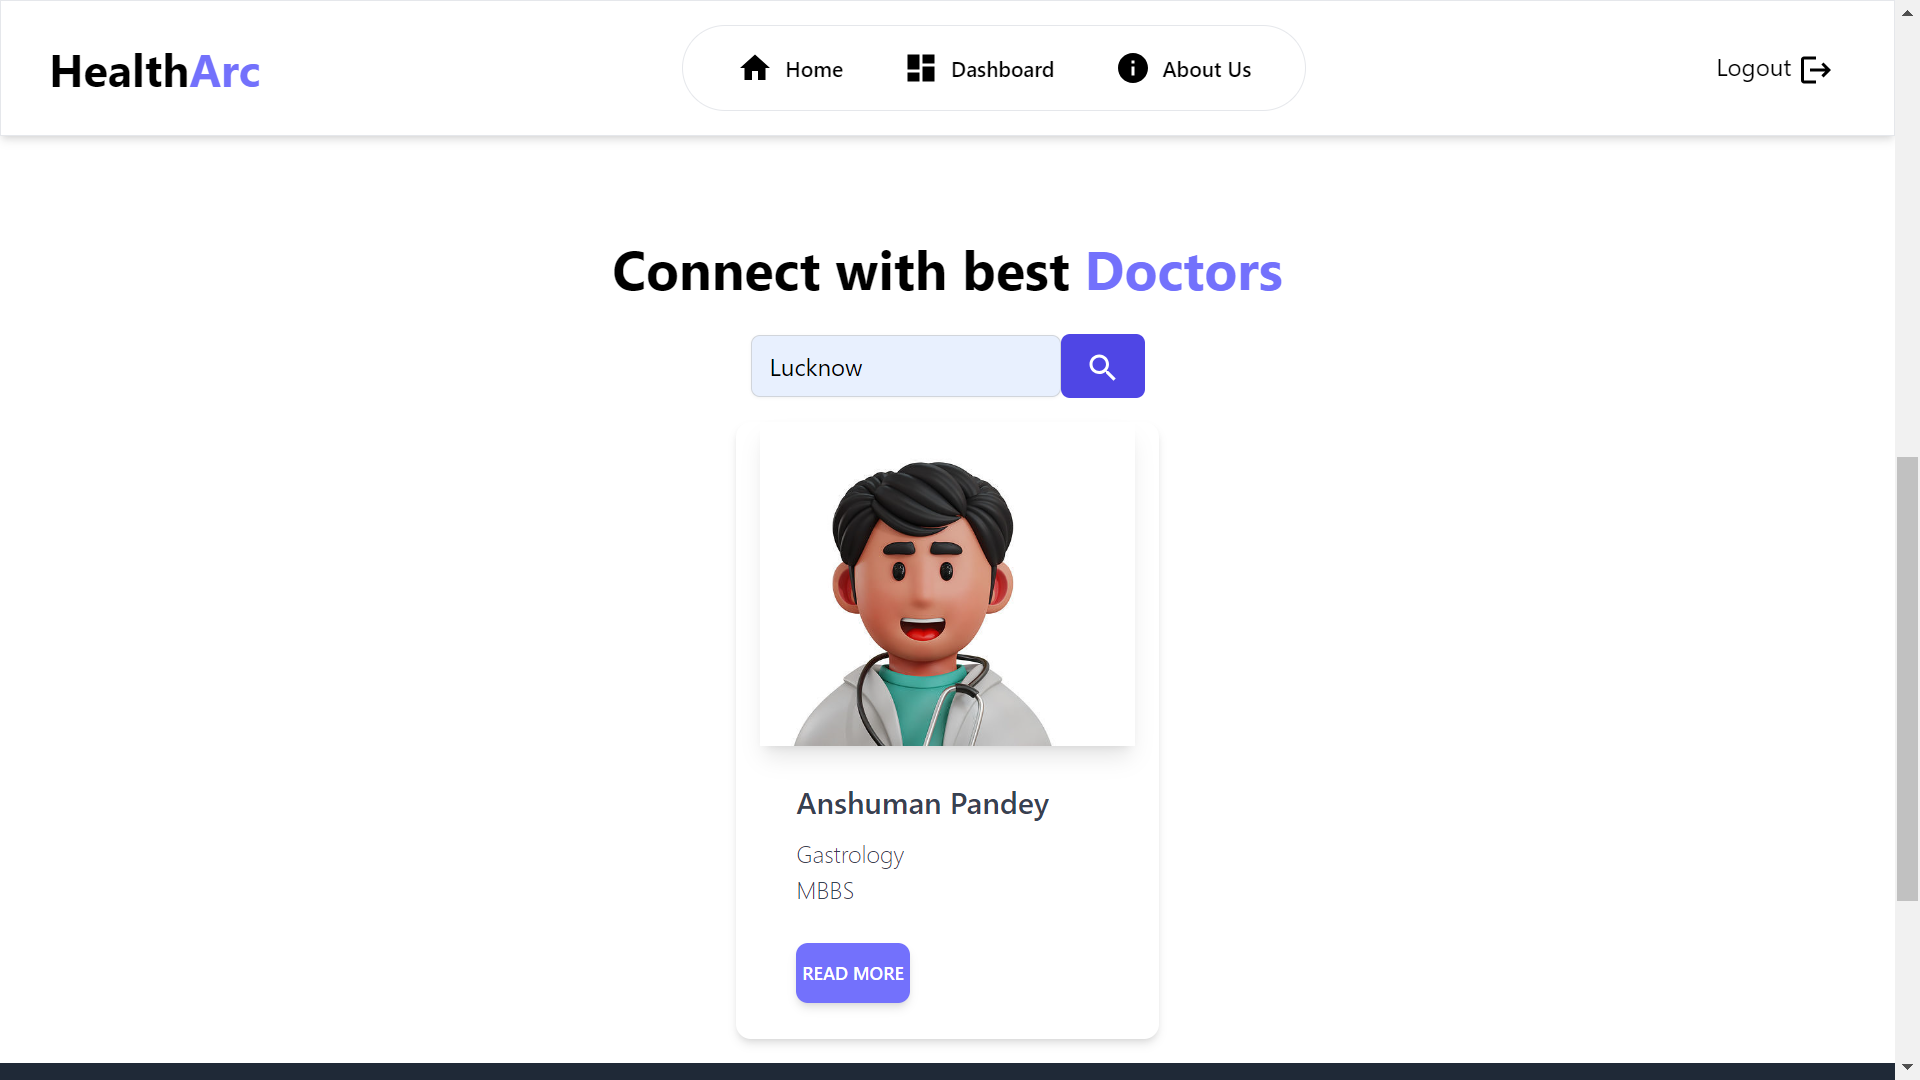 HealthArc
Home
Dashboard
About Us
Logout
Connect with best Doctors
Lucknow
Anshuman Pandey
Gastrology
MBBS
READ MORE